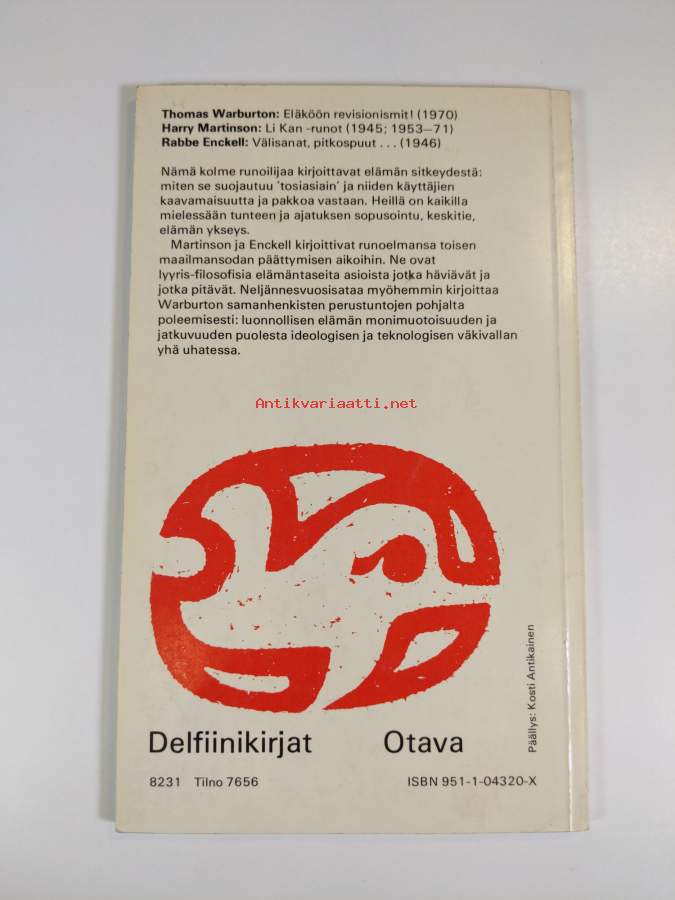 Thomas Warburton: Eläköön revisionismit! (1970)
Harry Martinson: Li Kan -runot (1945; 1953–71)
Rabbe Enckell: Välisanat, pitkospuut . . . (1946)
Nämä kolme runoilijaa kirjoittavat elämän sitkeydestä:
miten se suojautuu 'tosiasiain' ja niiden käyttäjien
kaavamaisuutta ja pakkoa vastaan. Heillä on kaikilla
mielessään tunteen ja ajatuksen sopusointu, keskitie,
elämän ykseys.
Martinson ja Enckell kirjoittivat runoelmansa toisen
maailmansodan päättymisen aikoihin. Ne ovat
lyyris-filosofisia elämäntaseita asioista jotka häviävät ja
jotka pitävät. Neljännesvuosisataa myöhemmin kirjoittaa
Warburton samanhenkisten perustuntojen pohjalta
poleemisesti: luonnollisen elämän monimuotoisuuden ja
jatkuvuuden puolesta ideologisen ja teknologisen väkivallan
yhä uhatessa.
Antikvariaatti.net
Päällys: Kosti Antikainen
Delfiinikirjat Otava
8231 Tilno 7656 ISBN 951-1-04320-X